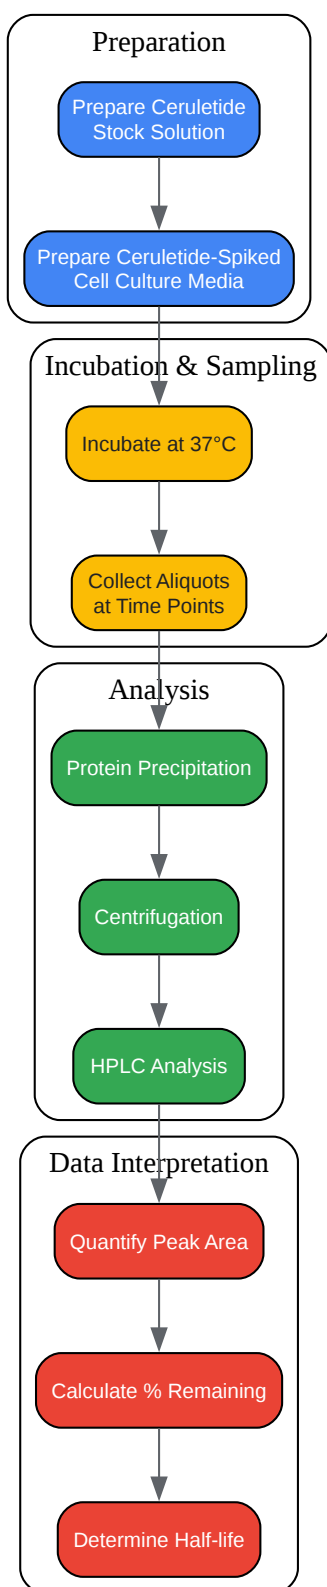 Preparation
Prepare Ceruletide
Stock Solution
Prepare Ceruletide-Spiked
Cell Culture Media
Incubation & Sampling
Incubate at 37°C
Collect Aliquots
at Time Points
Analysis
Protein Precipitation
Centrifugation
HPLC Analysis
Data Interpretation
Quantify Peak Area
Calculate % Remaining
Determine Half-life